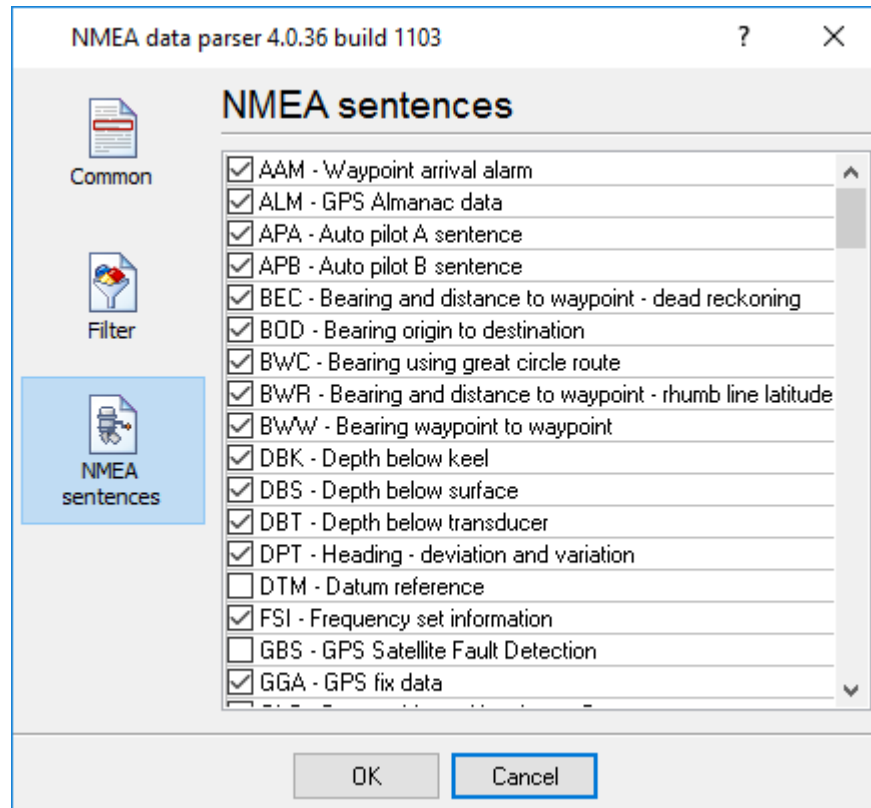 NMEA data parser 4.0.36 build 1103
Common
Filter
NMEA
sentences
NMEA sentences
AAM - Waypoint arrival alarm
ALM - GPS Almanac data
APA - Auto pilot A sentence
APB - Auto pilot B sentence
BEC - Bearing and distance to waypoint - dead reckoning
BOD - Bearing origin to destination
BWC - Bearing using great circle route
BWR - Bearing and distance to waypoint - rhumb line latitude
BWW - Bearing waypoint to waypoint
DBK - Depth below keel
DBS - Depth below surface
DBT - Depth below transducer
DPT - Heading - deviation and variation
DTM - Datum reference
FSI - Frequency set information
GBS - GPS Satellite Fault Detection
GGA - GPS fix data
OK
Cancel